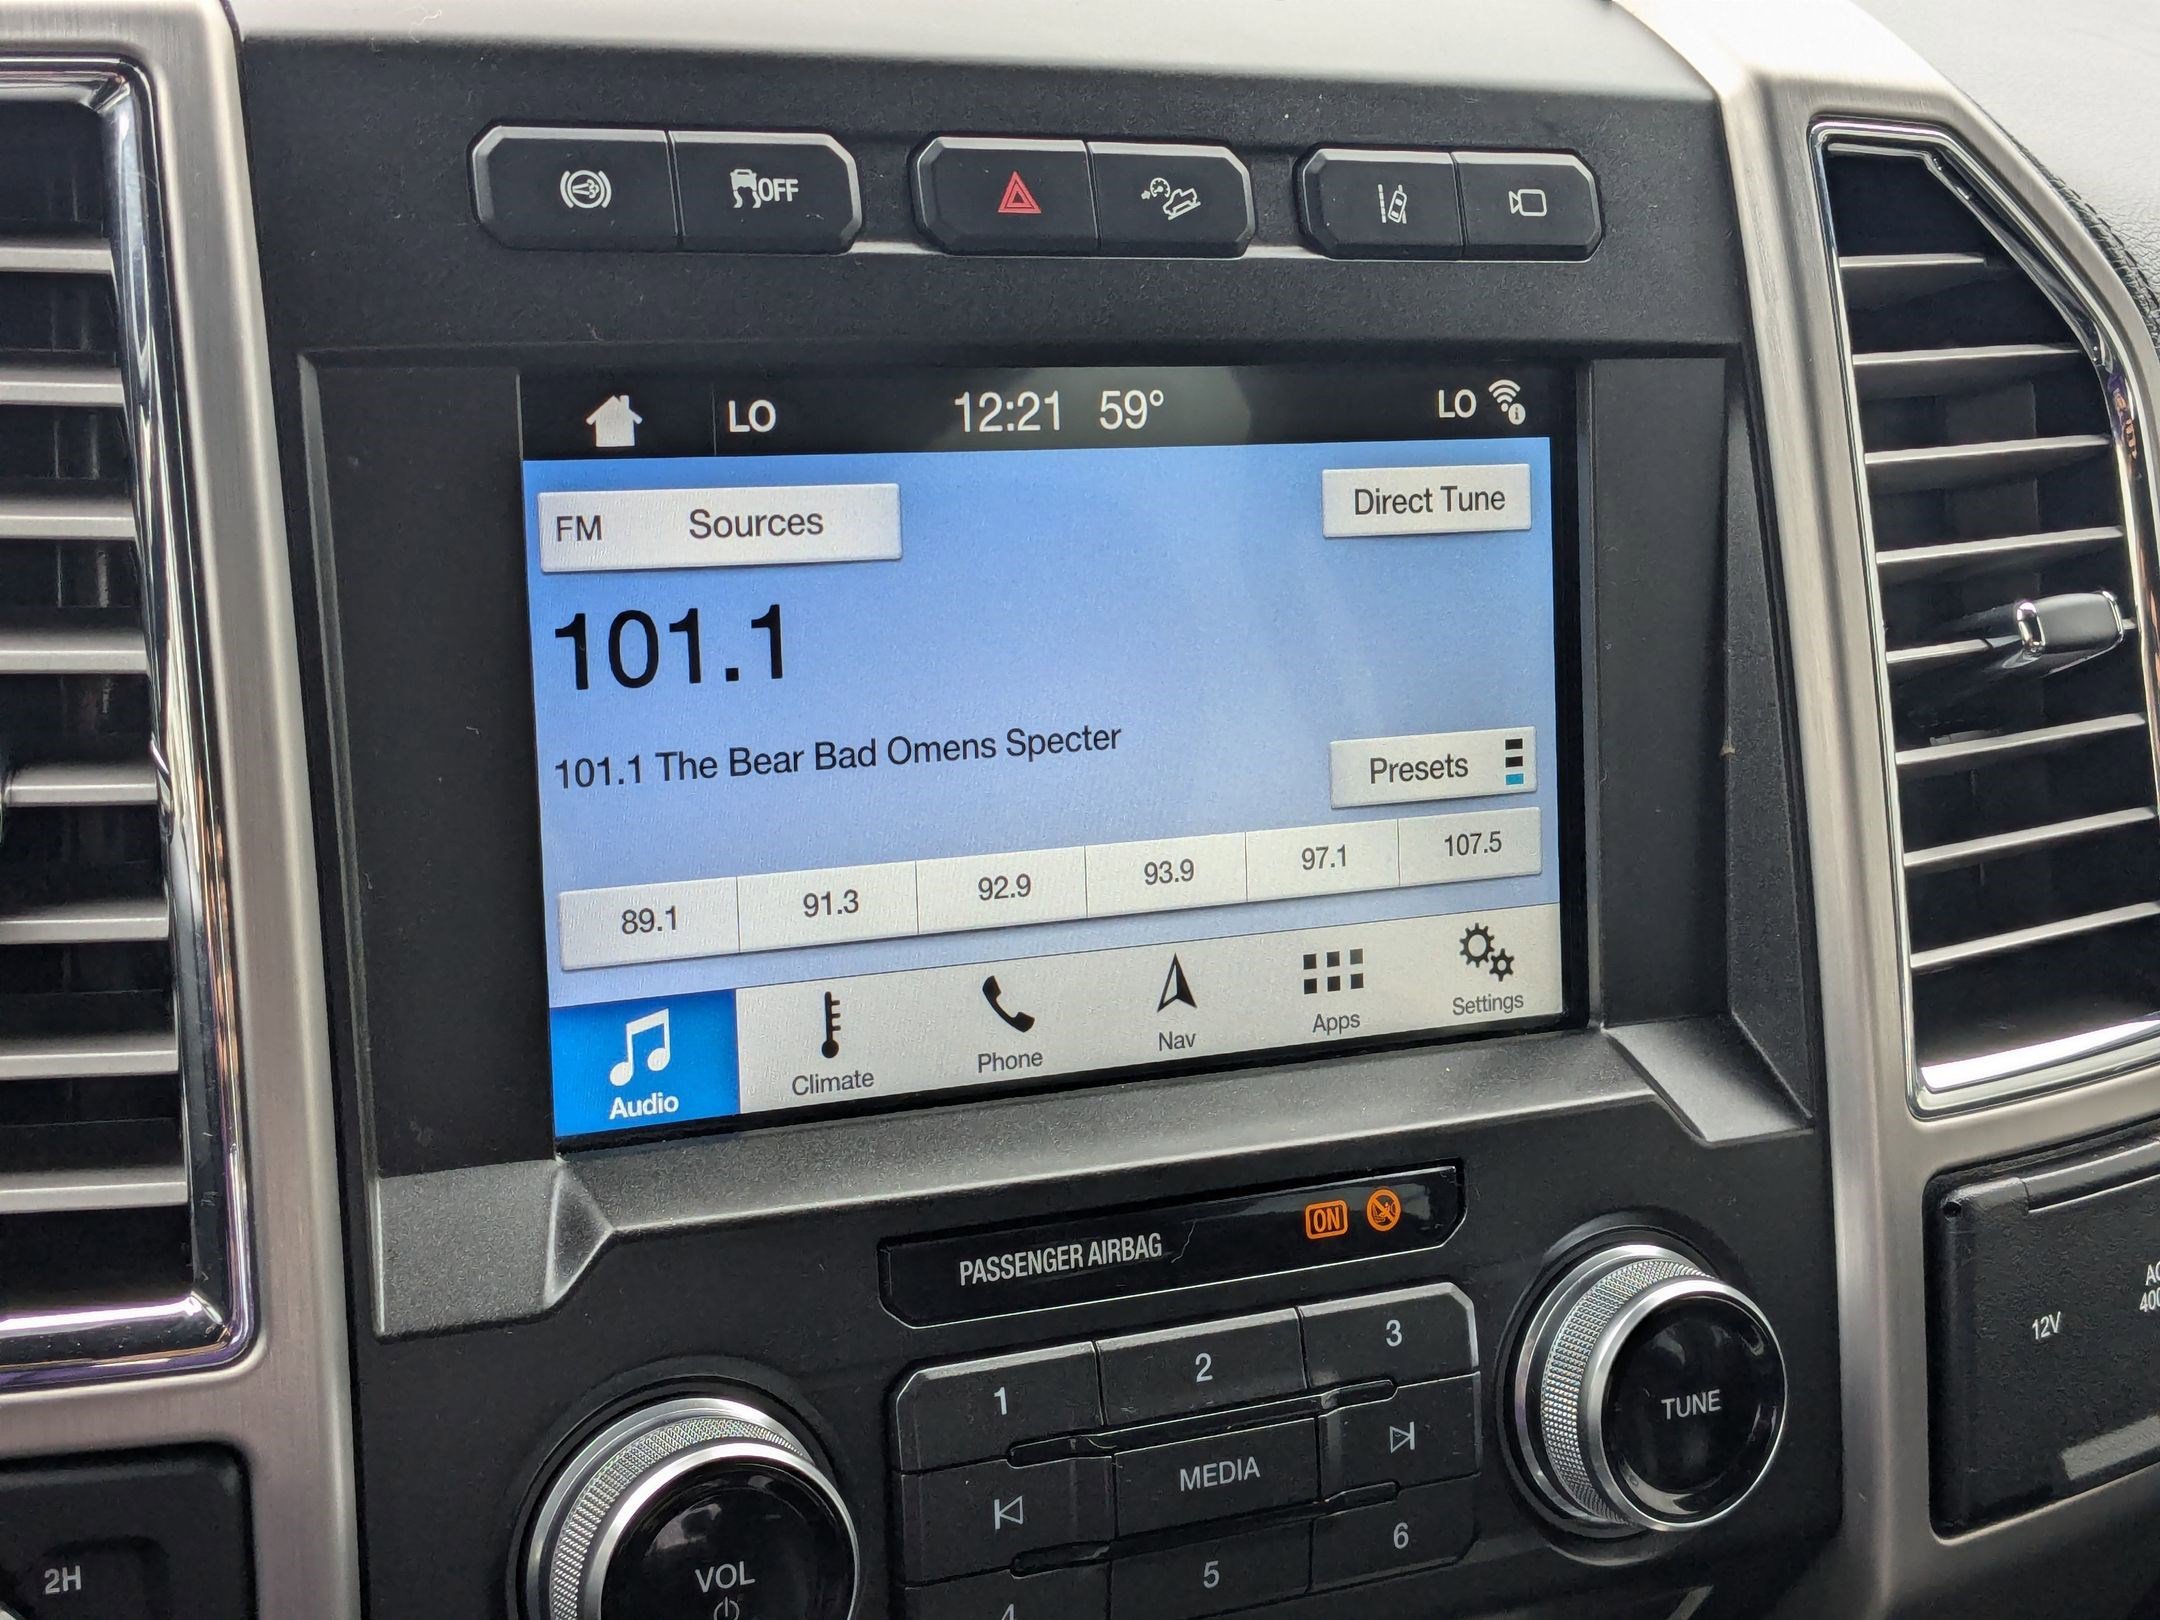 OFF
LO 12:21 59° LO
FM Sources Direct Tune
101.1
101.1 The Bear Bad Omens Specter
Presets
89.1 91.3 92.9 93.9 97.1 107.5
Audio Climate Phone Nav Apps Settings
PASSENGER AIRBAG ON
1 2 3
MEDIA
4 5 6
VOL
TUNE
2H
12V